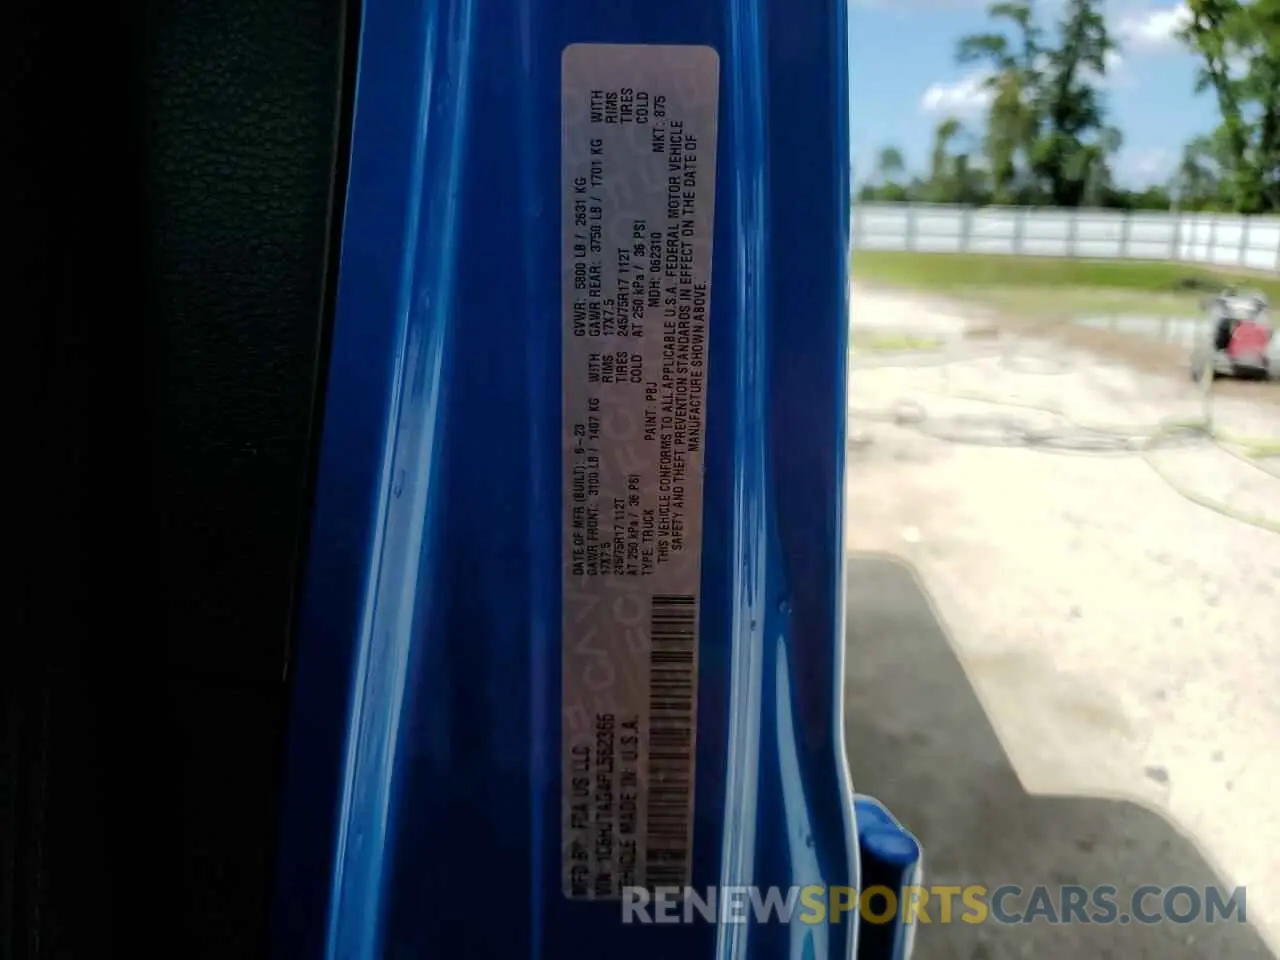 MFD BY: FCA US LLC
DATE OF MFR (BUILT): 6-23
GVWR: 5800 LB / 2631 KG
GAWR FRONT: 3100 LB / 1407 KG WITH
17X7.5 RIMS
245/75R17 112T TIRES
AT 250 kPa / 36 PSI COLD
GAWR REAR: 3750 LB / 1701 KG WITH
17X7.5 RIMS
245/75R17 112T TIRES
AT 250 kPa / 36 PSI COLD
TYPE: TRUCK PAINT: PBJ MDH: 062310 MKT: 875
THIS VEHICLE CONFORMS TO ALL APPLICABLE U.S.A. FEDERAL MOTOR VEHICLE
SAFETY AND THEFT PREVENTION STANDARDS IN EFFECT ON THE DATE OF
MANUFACTURE SHOWN ABOVE.
VIN: 1C6HJTAG4PL562366
VEHICLE MADE IN: U.S.A.
RENEWSPORTSCARS.COM